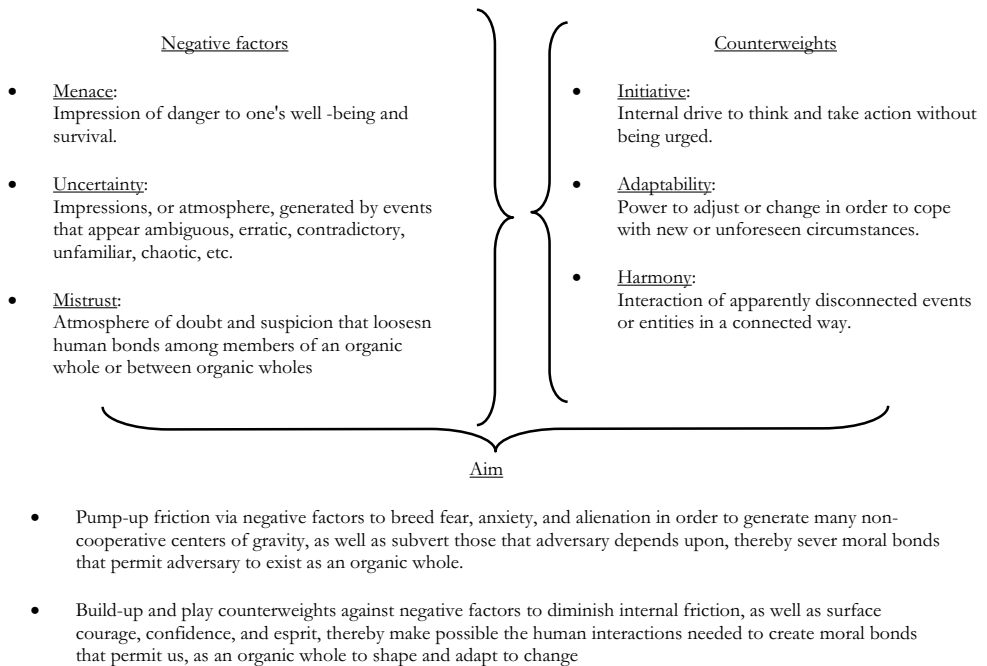 Negative factors
• Menace:
Impression of danger to one's well -being and
survival.
• Uncertainty:
Impressions, or atmosphere, generated by events
that appear ambiguous, erratic, contradictory,
unfamiliar, chaotic, etc.
• Mistrust:
Atmosphere of doubt and suspicion that loosesn
human bonds among members of an organic
whole or between organic wholes
Counterweights
• Initiative:
Internal drive to think and take action without
being urged.
• Adaptability:
Power to adjust or change in order to cope
with new or unforeseen circumstances.
• Harmony:
Interaction of apparently disconnected events
or entities in a connected way.
Aim
• Pump-up friction via negative factors to breed fear, anxiety, and alienation in order to generate many non-
cooperative centers of gravity, as well as subvert those that adversary depends upon, thereby sever moral bonds
that permit adversary to exist as an organic whole.
• Build-up and play counterweights against negative factors to diminish internal friction, as well as surface
courage, confidence, and esprit, thereby make possible the human interactions needed to create moral bonds
that permit us, as an organic whole to shape and adapt to change